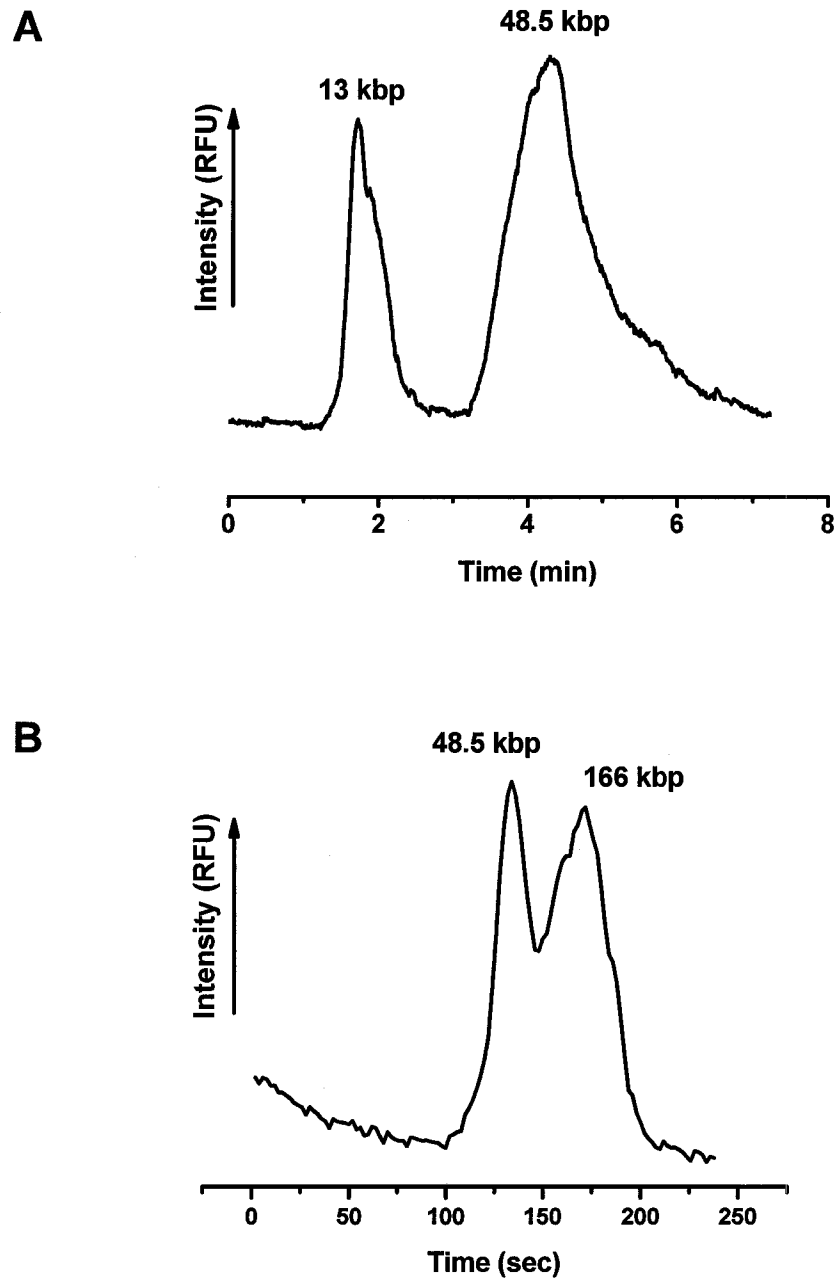 A
48.5 kbp
13 kbp
Intensity (RFU)
0 2 4 6 8
Time (min)
B
48.5 kbp
166 kbp
Intensity (RFU)
0 50 100 150 200 250
Time (sec)